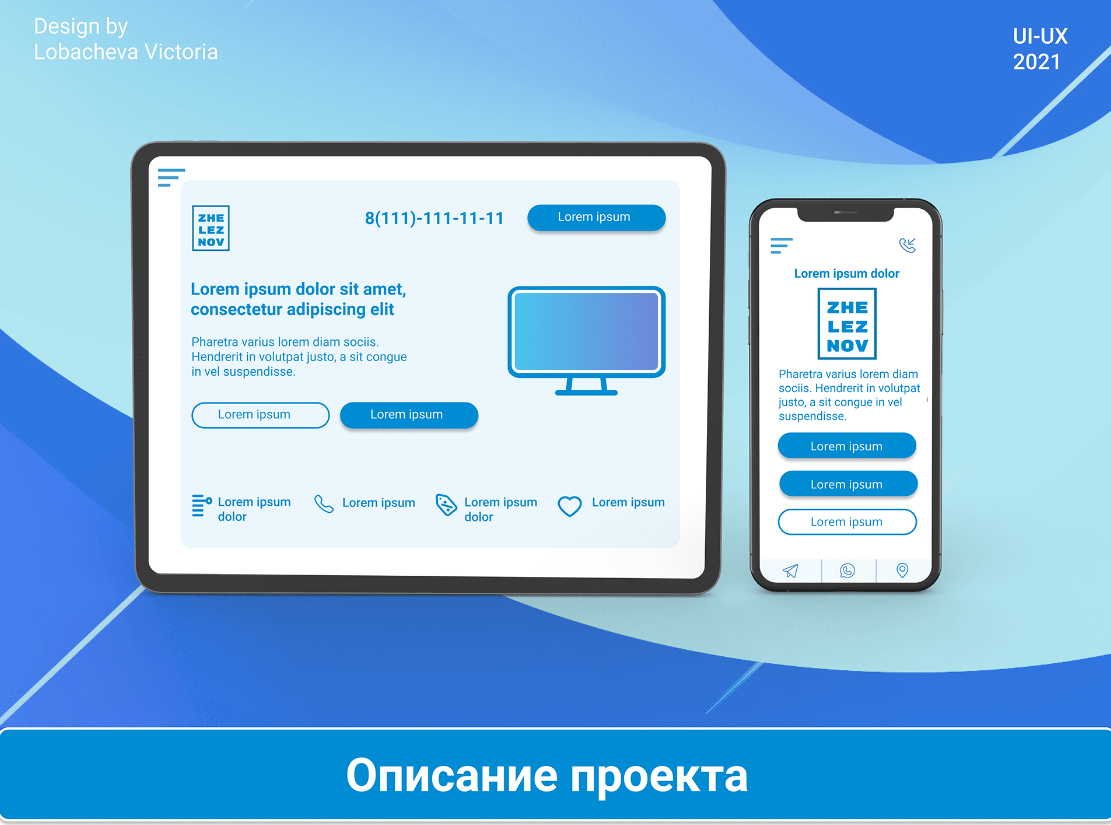 Design by
Lobacheva Victoria
UI-UX
2021
ZHE
LEZ
NOV
8(111)-111-11-11
Lorem ipsum
Lorem ipsum dolor sit amet,
consectetur adipiscing elit
Pharetra varius lorem diam sociis.
Hendrerit in volutpat justo, a sit congue
in vel suspendisse.
Lorem ipsum
Lorem ipsum
Lorem ipsum
dolor
Lorem ipsum
Lorem ipsum
dolor
Lorem ipsum
Lorem ipsum dolor
ZHE
LEZ
NOV
Pharetra varius lorem diam
sociis. Hendrerit in volutpat
justo, a sit congue in vel
suspendisse.
Lorem ipsum
Lorem ipsum
Lorem ipsum
Описание проекта